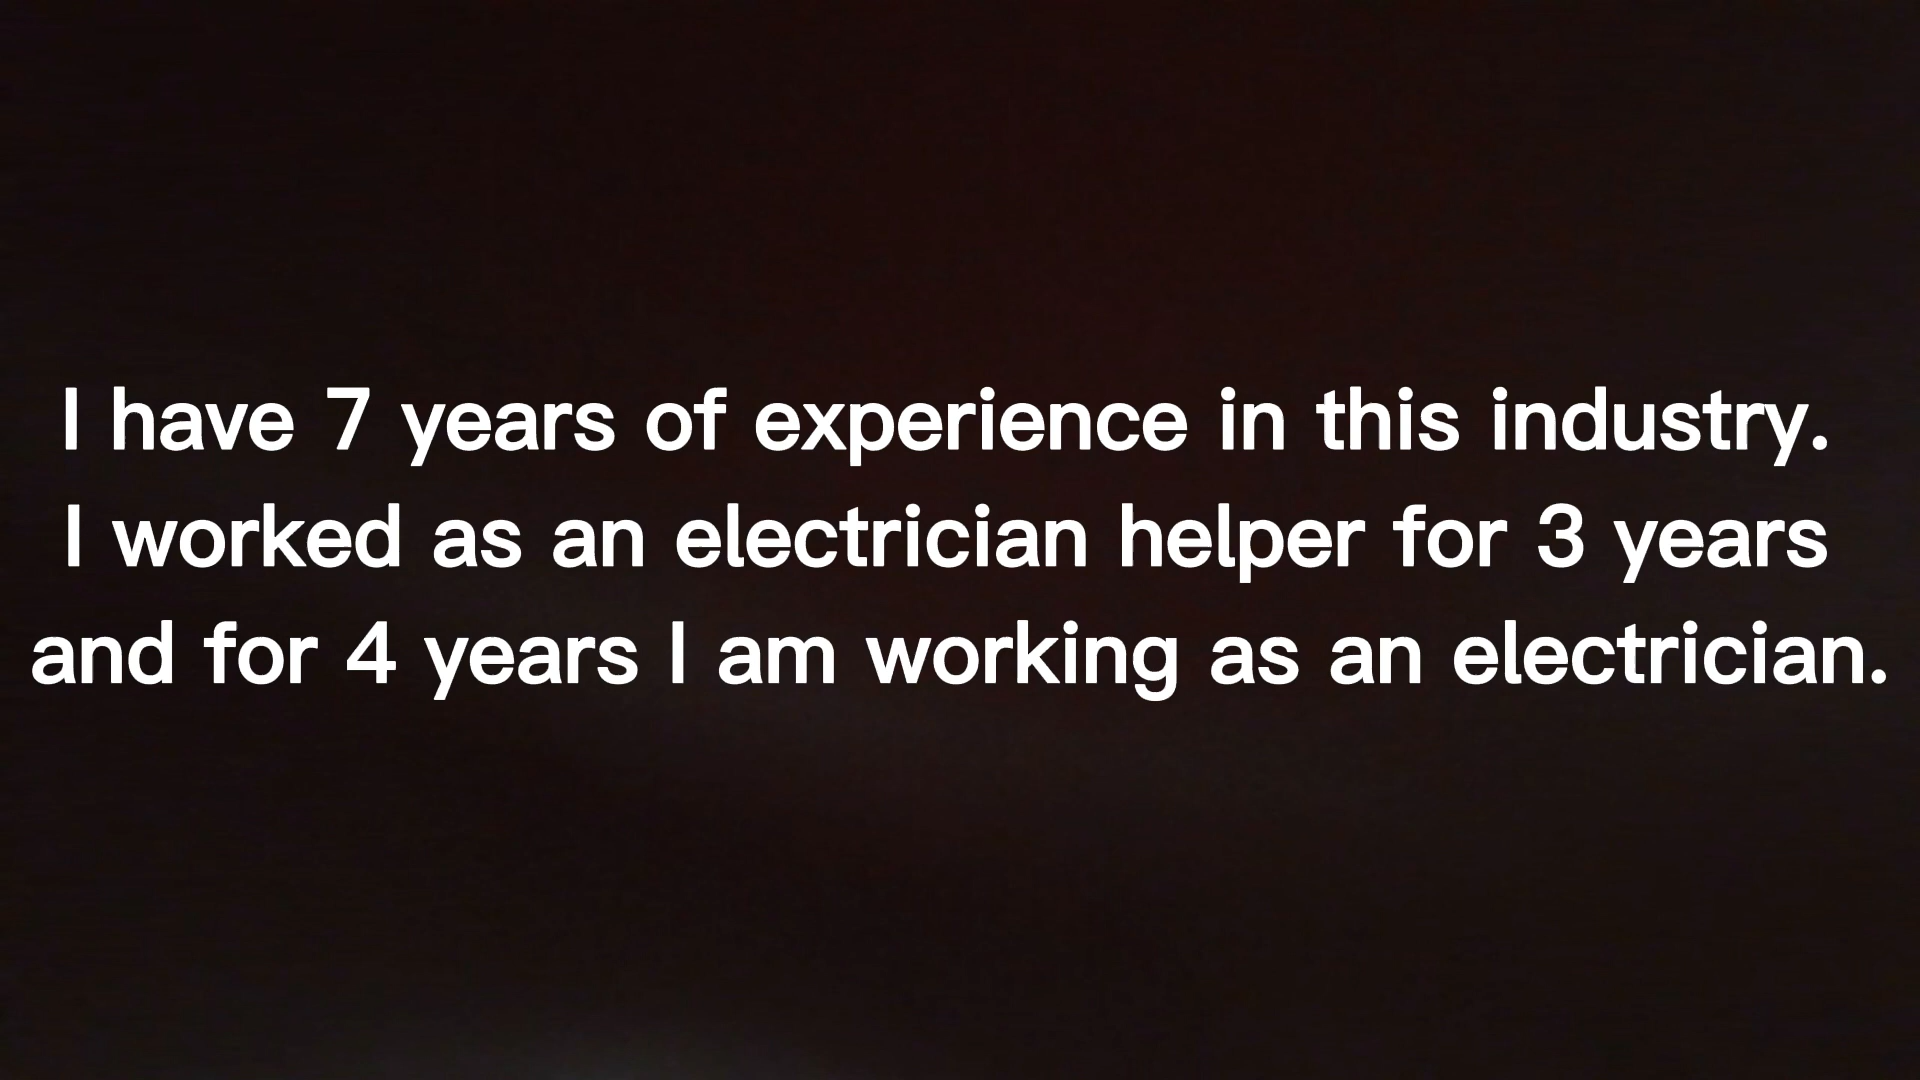 I have 7 years of experience in this industry.
I worked as an electrician helper for 3 years
and for 4 years I am working as an electrician.